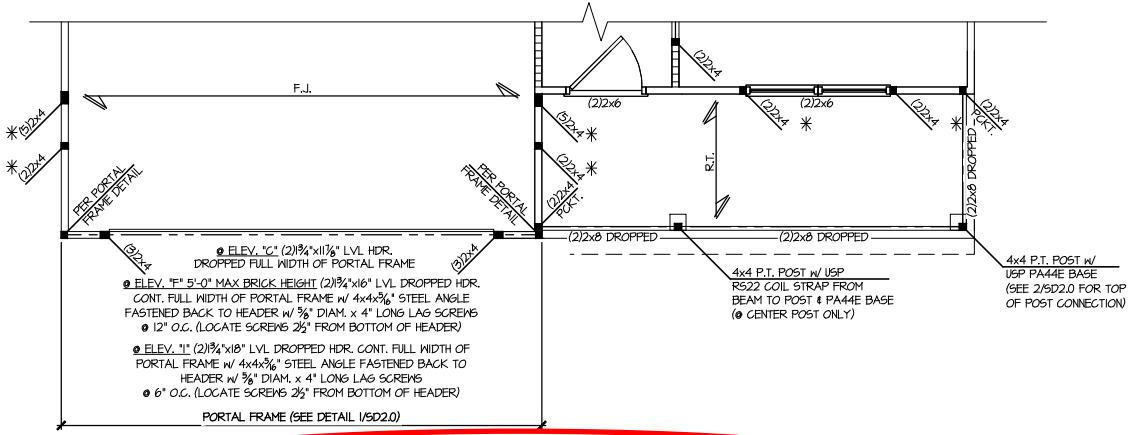 (2)2x4
F.J.
(2)2x6
(2)2x4
(2)2x6
(2)2x4
(2)2x4
PCKT.
* (5)2x4
* (2)2x4
(5)2x4 *
(2)2x4 *
(2)2x4
PCKT.
R.T.
*
*
(2)2x8 DROPPED
PER PORTAL
FRAME DETAIL
PER PORTAL
FRAME DETAIL
(3)2x4
(3)2x4
(2)2x8 DROPPED
(2)2x8 DROPPED
@ ELEV. "C" (2)1¾"x11⅞" LVL HDR.
DROPPED FULL WIDTH OF PORTAL FRAME
@ ELEV. "F" 5'-0" MAX BRICK HEIGHT (2)1¾"x16" LVL DROPPED HDR.
CONT. FULL WIDTH OF PORTAL FRAME W/ 4x4x5/16" STEEL ANGLE
FASTENED BACK TO HEADER W/ ⅝" DIAM. x 4" LONG LAG SCREWS
@ 12" O.C. (LOCATE SCREWS 2½" FROM BOTTOM OF HEADER)
@ ELEV. "I" (2)1¾"x18" LVL DROPPED HDR. CONT. FULL WIDTH OF
PORTAL FRAME W/ 4x4x5/16" STEEL ANGLE FASTENED BACK TO
HEADER W/ ⅝" DIAM. x 4" LONG LAG SCREWS
@ 6" O.C. (LOCATE SCREWS 2½" FROM BOTTOM OF HEADER)
PORTAL FRAME (SEE DETAIL 1/SD2.0)
4x4 P.T. POST W/ USP
RS22 COIL STRAP FROM
BEAM TO POST & PA44E BASE
(@ CENTER POST ONLY)
4x4 P.T. POST W/
USP PA44E BASE
(SEE 2/SD2.0 FOR TOP
OF POST CONNECTION)